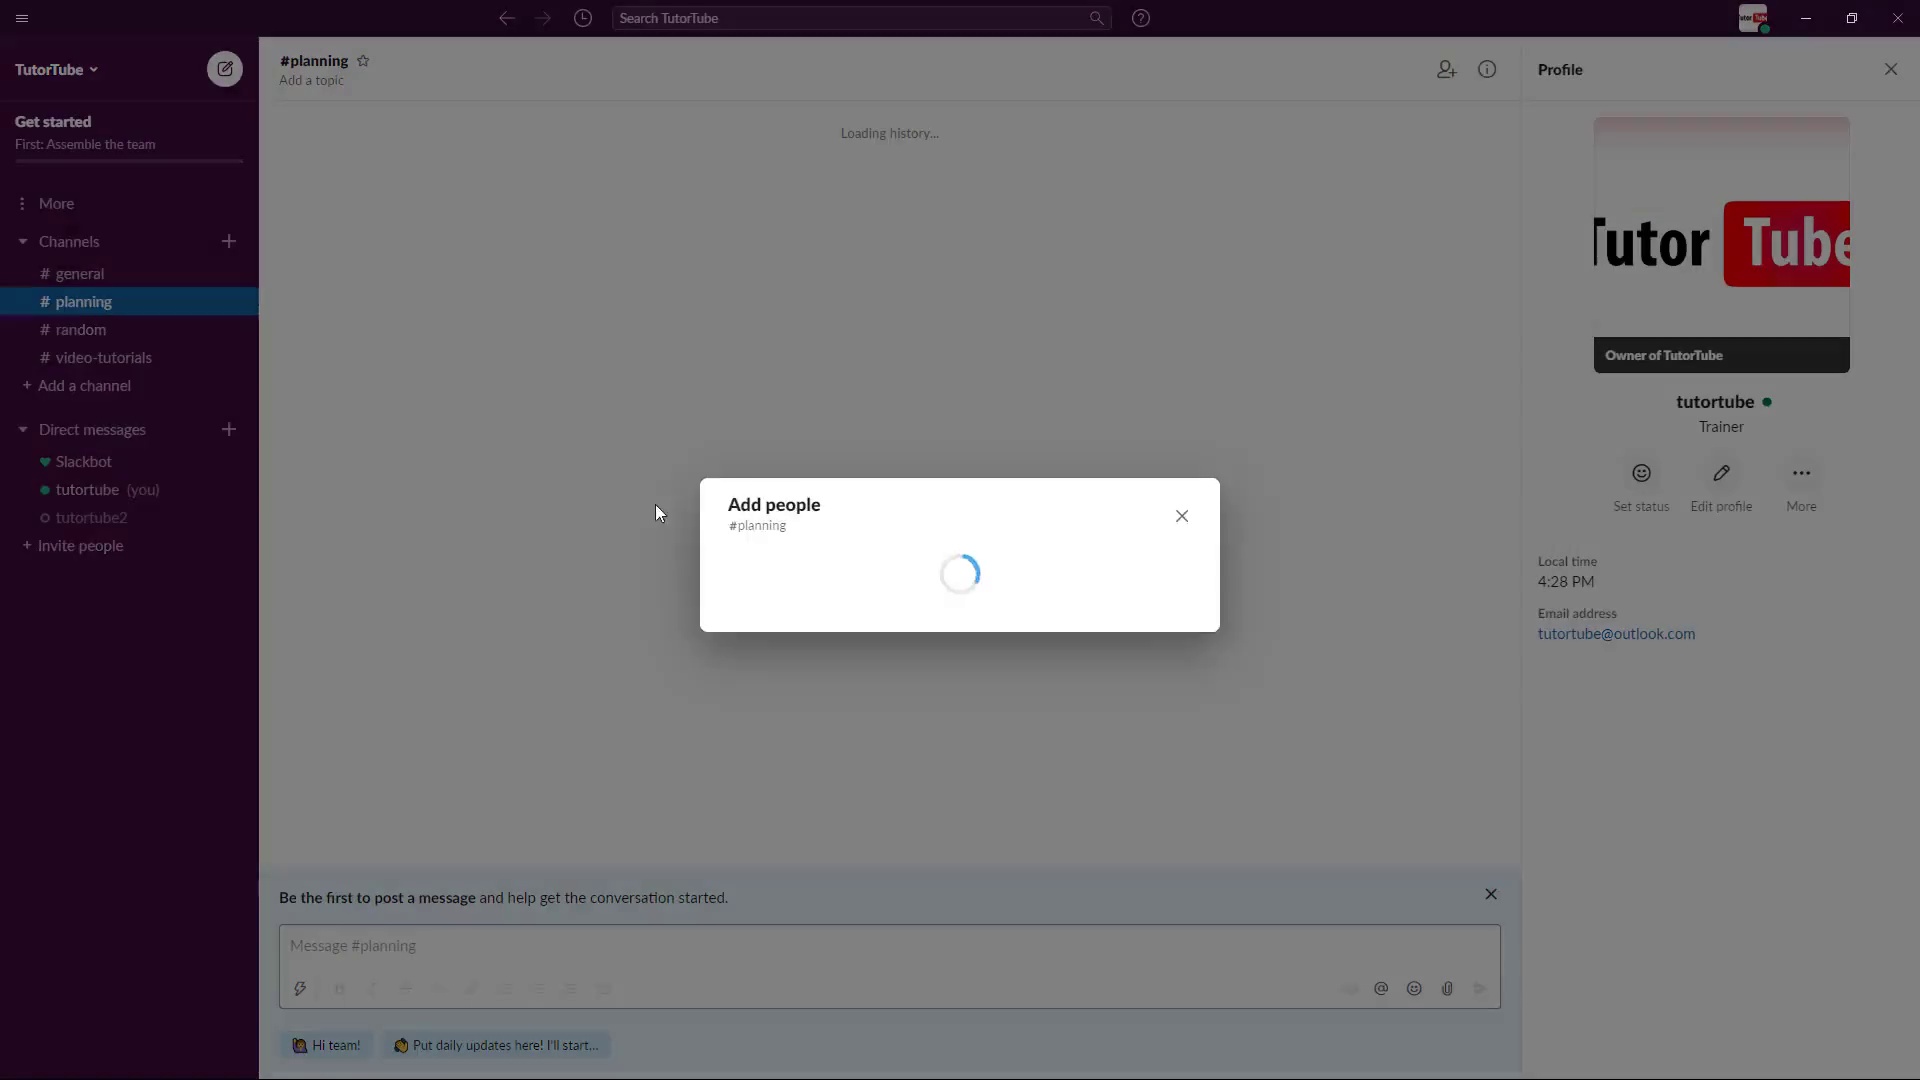 Search TutorTube
TutorTube
Get started
First: Assemble the team
More
Channels
# general
# planning
# random
# video-tutorials
+ Add a channel
Direct messages
Slackbot
tutortube (you)
tutortube2
+ Invite people
#planning
Add a topic
Loading history...
Add people
#planning
Be the first to post a message and help get the conversation started.
Message #planning
Hi team!
Put daily updates here! I'll start...
Profile
Tutor Tube
Owner of TutorTube
tutortube
Trainer
Set status
Edit profile
More
Local time
4:28 PM
Email address
tutortube@outlook.com